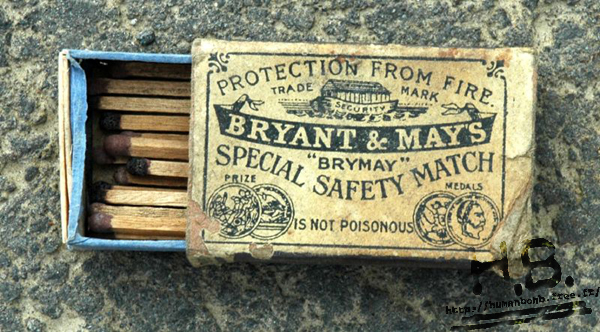 PROTECTION FROM FIRE.
TRADE MARK
SECURITY
BRYANT & MAY'S
"BRYMAY"
SPECIAL SAFETY MATCH
PRIZE MEDALS
IS NOT POISONOUS
H.B.